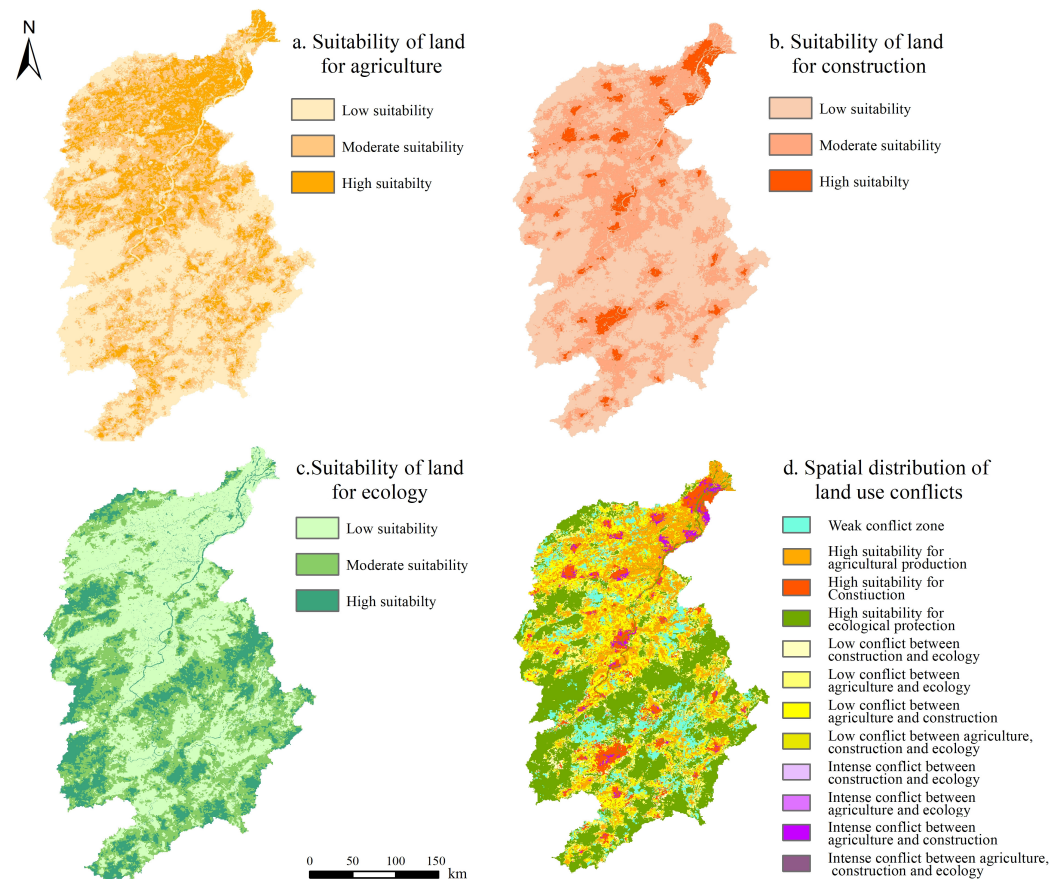 N
a. Suitability of land
for agriculture
Low suitability
Moderate suitability
High suitabilty
b. Suitability of land
for construction
Low suitability
Moderate suitability
High suitabilty
c.Suitability of land
for ecology
Low suitability
Moderate suitability
High suitabilty
0 50 100 150
km
d. Spatial distribution of
land use conflicts
Weak conflict zone
High suitability for
agricultural production
High suitability for
Constiuction
High suitability for
ecological protection
Low conflict between
construction and ecology
Low conflict between
agriculture and ecology
Low conflict between
agriculture and construction
Low conflict between agriculture,
construction and ecology
Intense conflict between
construction and ecology
Intense conflict between
agriculture and ecology
Intense conflict between
agriculture and construction
Intense conflict between agriculture,
construction and ecology